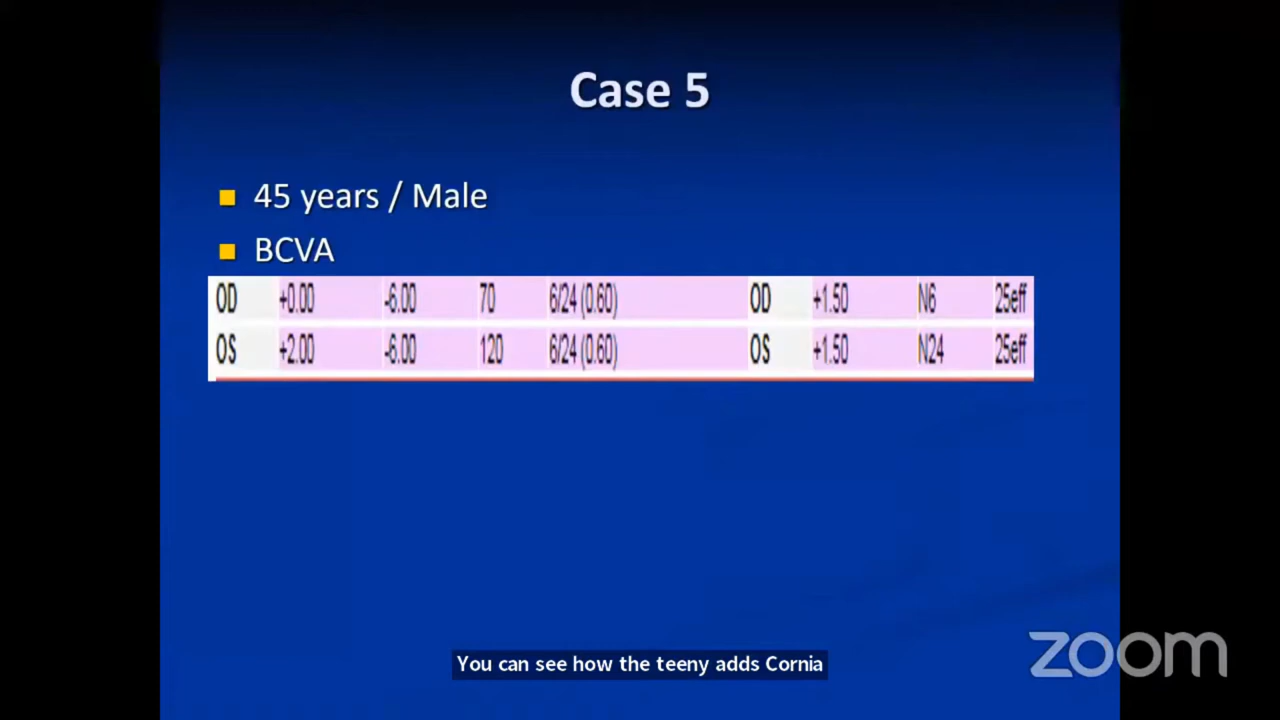 Case 5
45 years / Male
BCVA
OD +0.00 -6.00 70 6/24 (0.60) OD +1.50 N6 25eff
OS +2.00 -6.00 120 6/24 (0.60) OS +1.50 N24 25eff
You can see how the teeny adds Cornia
zoom